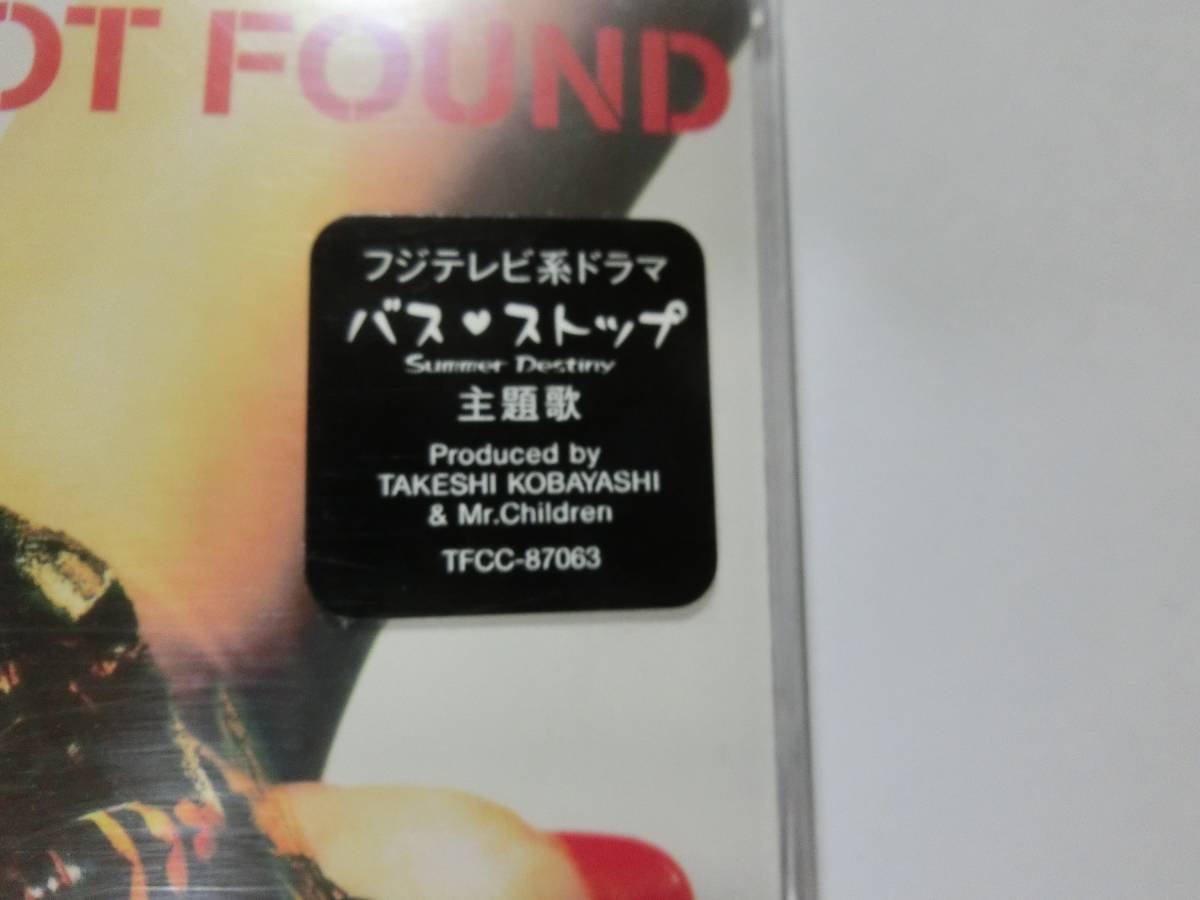 OT FOUND
フジテレビ系ドラマ
バス♥ストップ
Summer Destiny
主題歌
Produced by
TAKESHI KOBAYASHI
& Mr.Children
TFCC-87063